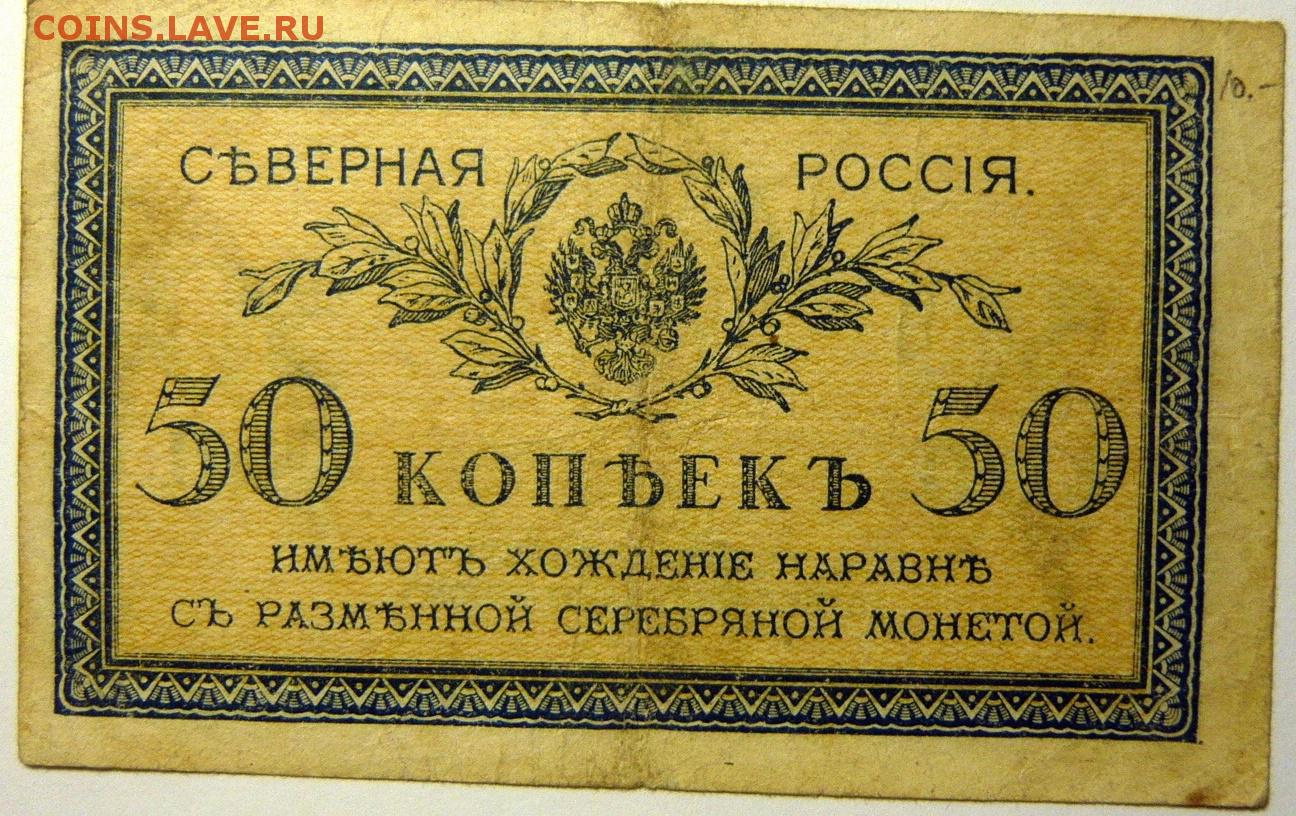 COINS.LAVE.RU
10.-
СѢВЕРНАЯ РОССІЯ.
50 КОПѢЕКЪ 50
ИМѢЮТЪ ХОЖДЕНІЕ НАРАВНѢ
СЪ РАЗМѢННОЙ СЕРЕБРЯНОЙ МОНЕТОЙ.